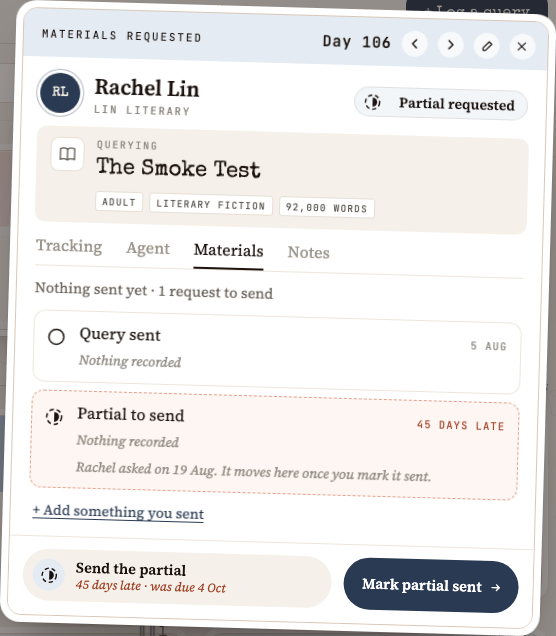 + Log a query
MATERIALS REQUESTED
Day 106
RL
Rachel Lin
LIN LITERARY
Partial requested
QUERYING
The Smoke Test
ADULT
LITERARY FICTION
92,000 WORDS
Tracking
Agent
Materials
Notes
Nothing sent yet · 1 request to send
Query sent
5 AUG
Nothing recorded
Partial to send
45 DAYS LATE
Nothing recorded
Rachel asked on 19 Aug. It moves here once you mark it sent.
+ Add something you sent
Send the partial
45 days late · was due 4 Oct
Mark partial sent →